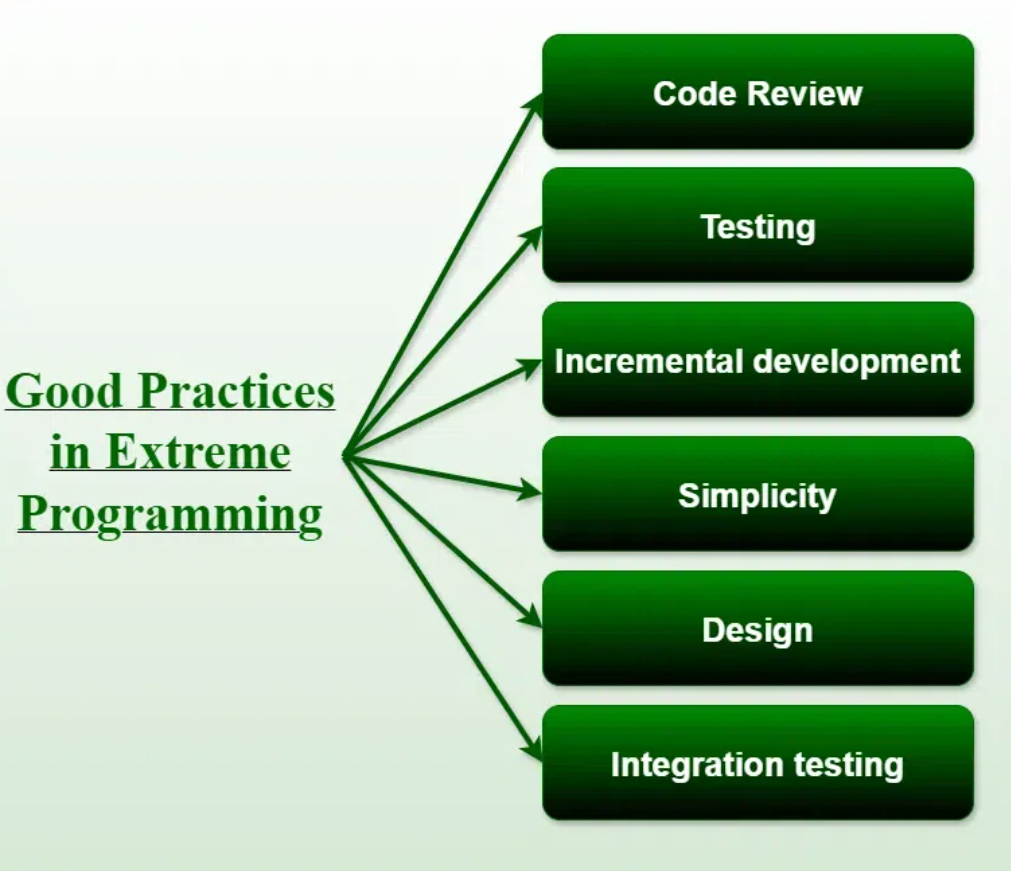 Good Practices
in Extreme
Programming
Code Review
Testing
Incremental development
Simplicity
Design
Integration testing